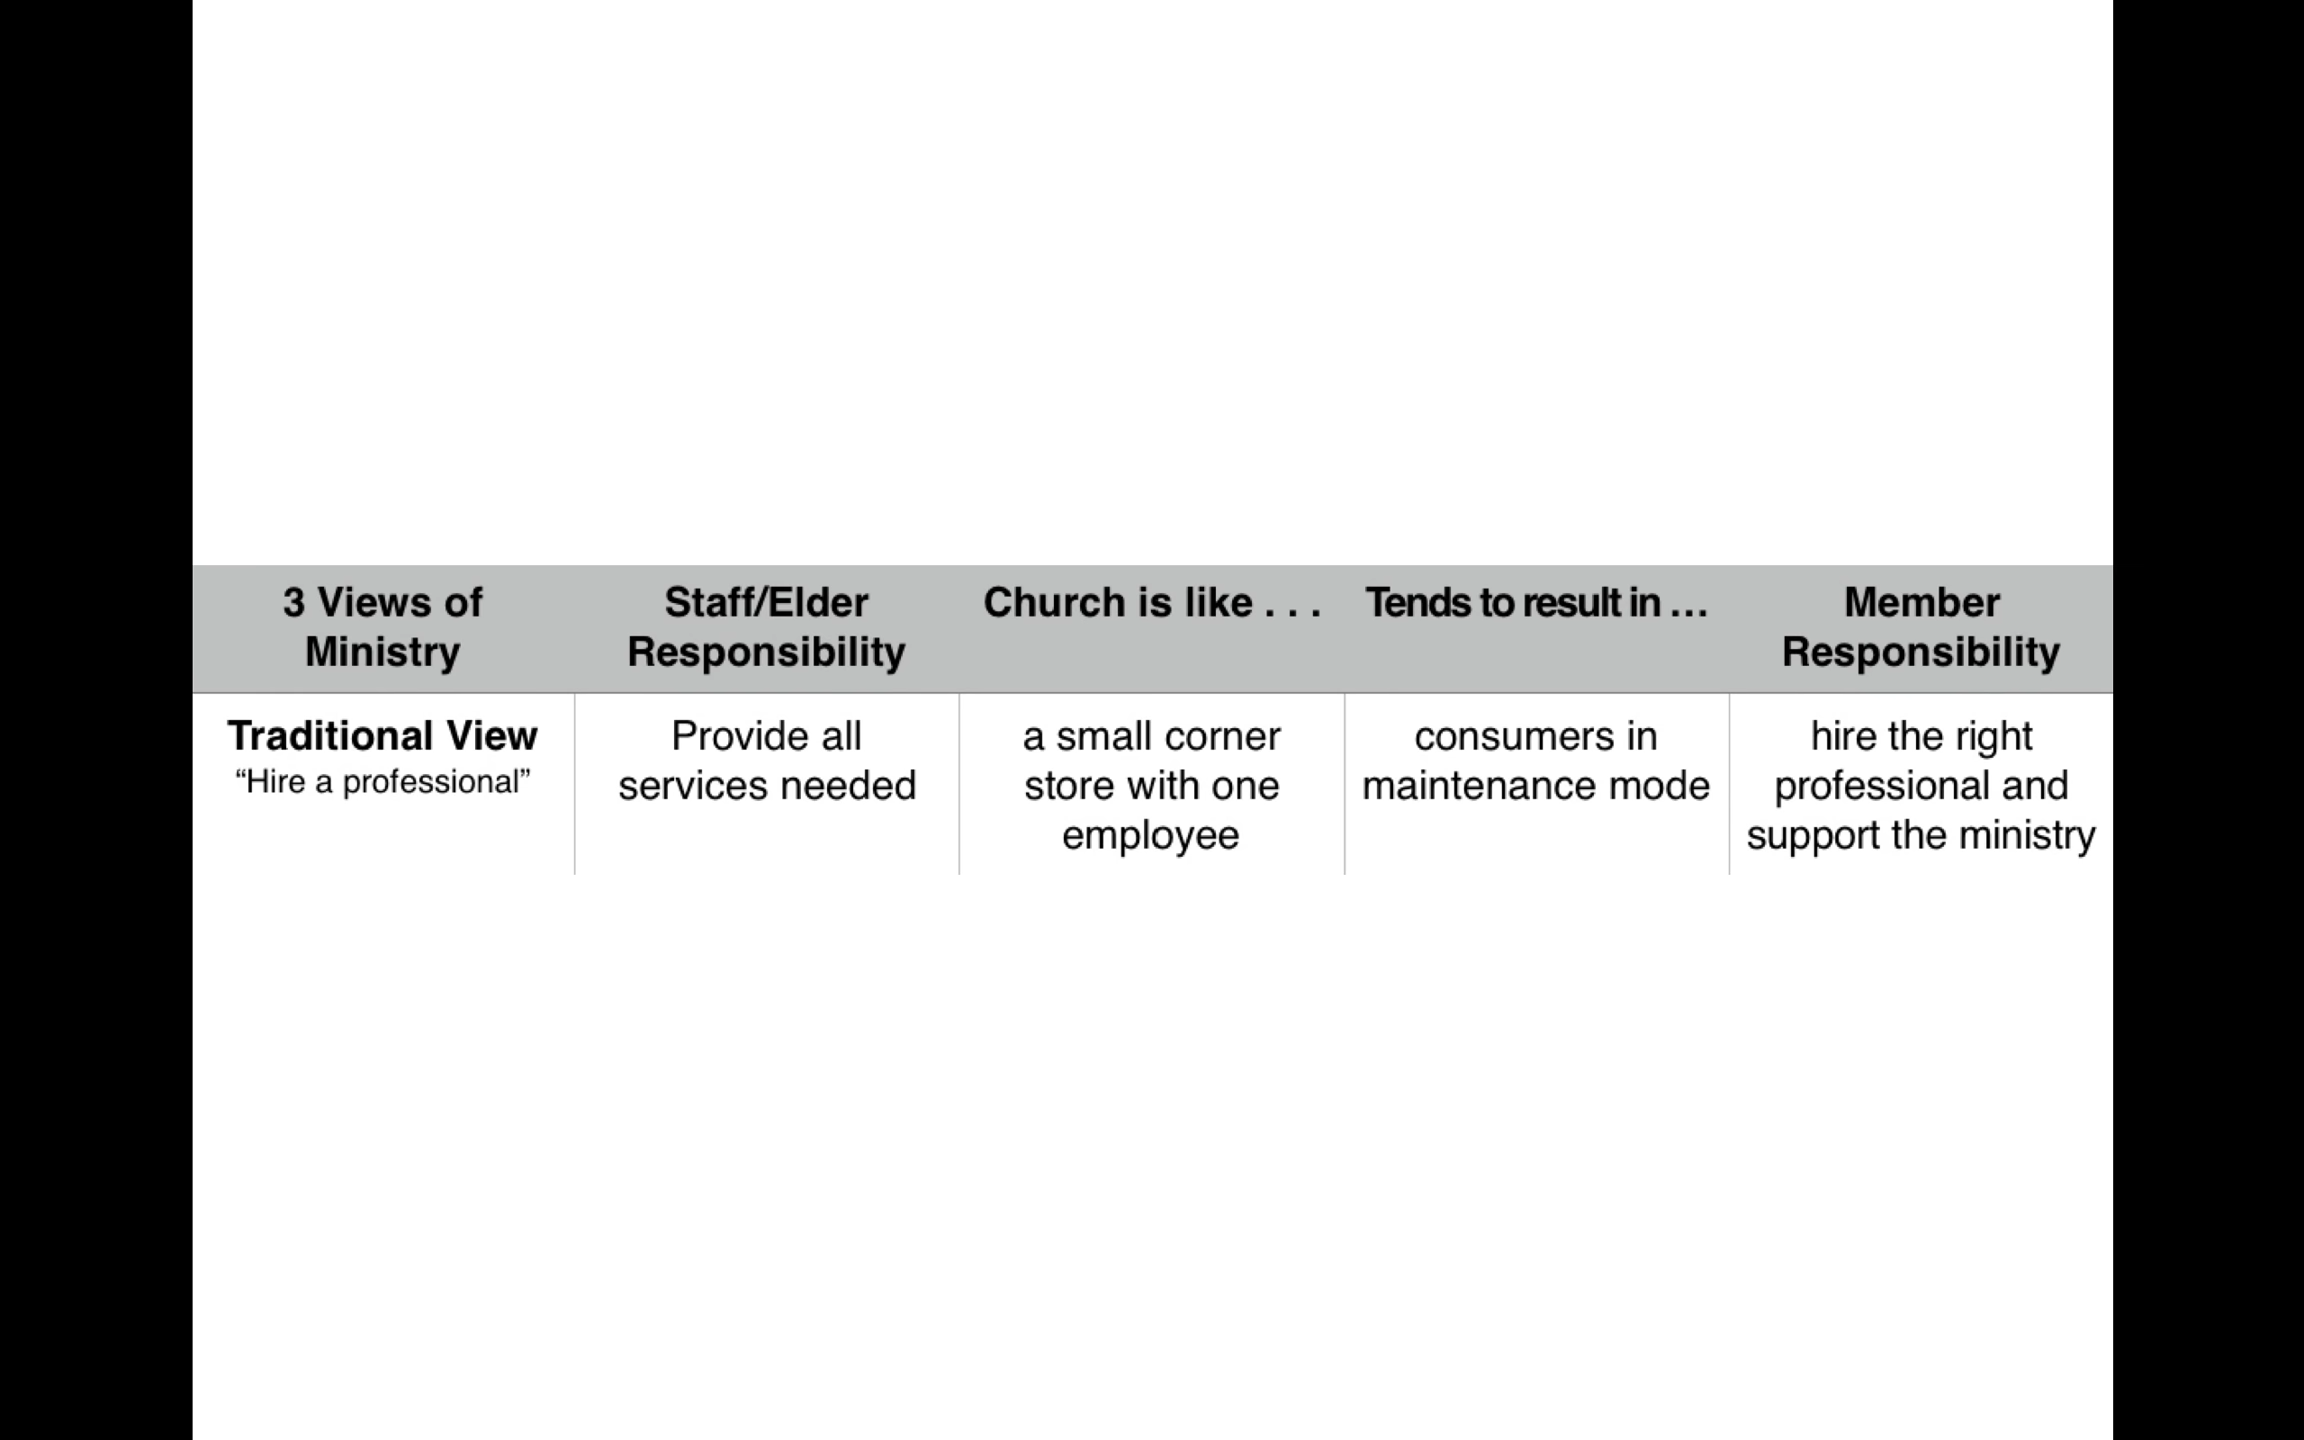 3 Views of
Ministry
Staff/Elder
Responsibility
Church is like . . .
Tends to result in …
Member
Responsibility
Traditional View
“Hire a professional”
Provide all
services needed
a small corner
store with one
employee
consumers in
maintenance mode
hire the right
professional and
support the ministry